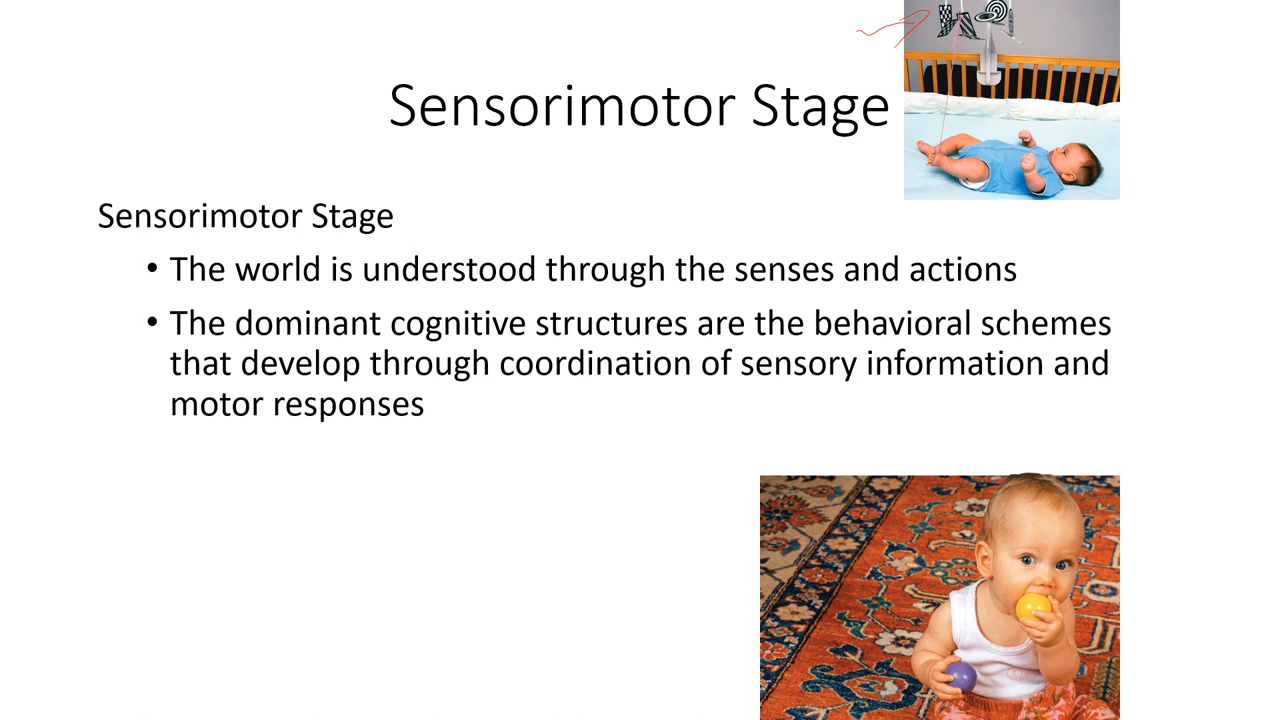 Sensorimotor Stage
Sensorimotor Stage
• The world is understood through the senses and actions
• The dominant cognitive structures are the behavioral schemes
that develop through coordination of sensory information and
motor responses